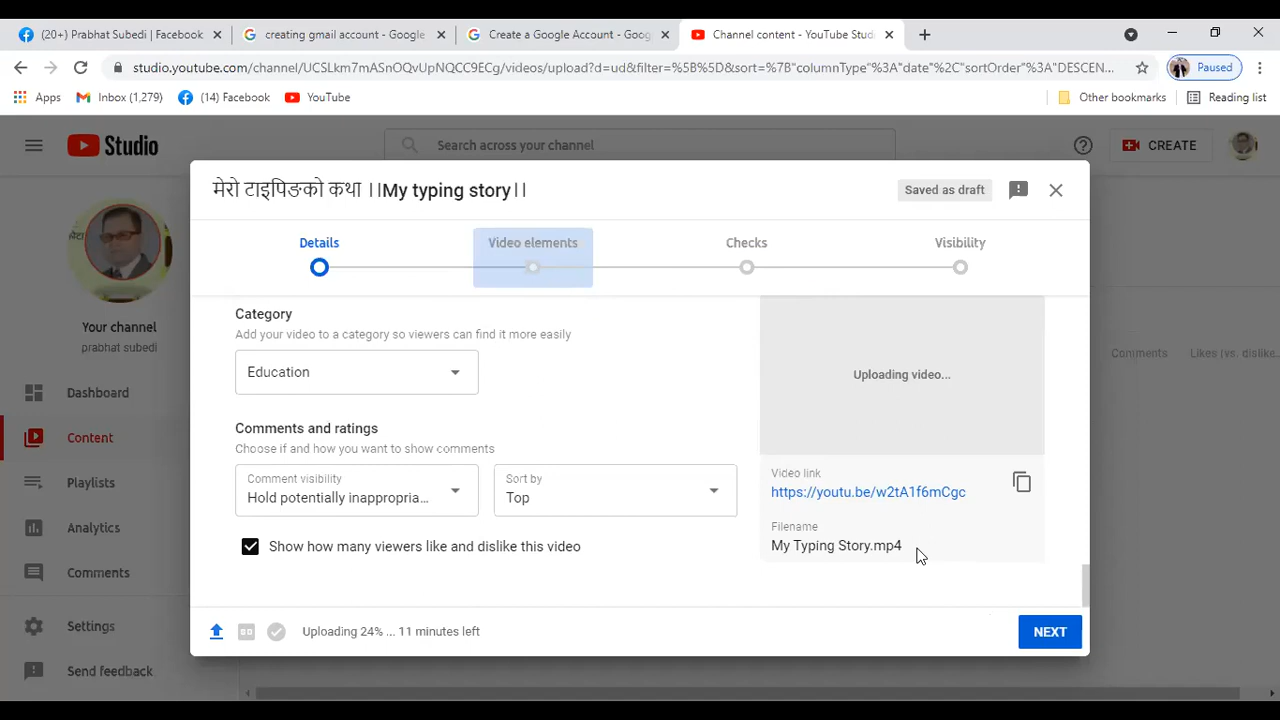 (20+) Prabhat Subedi | Facebook
creating gmail account - Google
Create a Google Account - Goog
Channel content - YouTube Stud
studio.youtube.com/channel/UCSLkm7mASnOQvUpNQCC9ECg/videos/upload?d=ud&filter=%5B%5D&sort=%7B"columnType"%3A"date"%2C"sortOrder"%3A"DESCEN...
Paused
Apps
Inbox (1,279)
(14) Facebook
YouTube
Other bookmarks
Reading list
Studio
Search across your channel
CREATE
मेरो टाइपिङको कथा ।।My typing story।।
Saved as draft
Details
Video elements
Checks
Visibility
Your channel
prabhat subedi
Dashboard
Content
Playlists
Analytics
Comments
Settings
Send feedback
Category
Add your video to a category so viewers can find it more easily
Education
Comments and ratings
Choose if and how you want to show comments
Comment visibility
Hold potentially inappropria...
Sort by
Top
Show how many viewers like and dislike this video
Uploading video...
Video link
https://youtu.be/w2tA1f6mCgc
Filename
My Typing Story.mp4
Comments
Likes (vs. dislike...
Uploading 24% ... 11 minutes left
NEXT